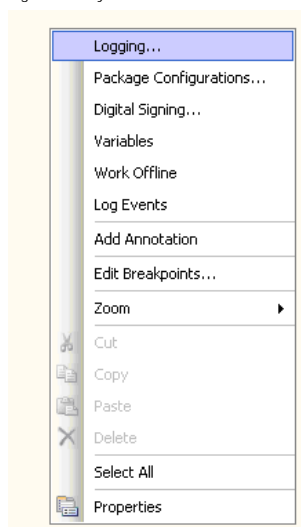 Logging...
Package Configurations...
Digital Signing...
Variables
Work Offline
Log Events
Add Annotation
Edit Breakpoints...
Zoom
Cut
Copy
Paste
Delete
Select All
Properties